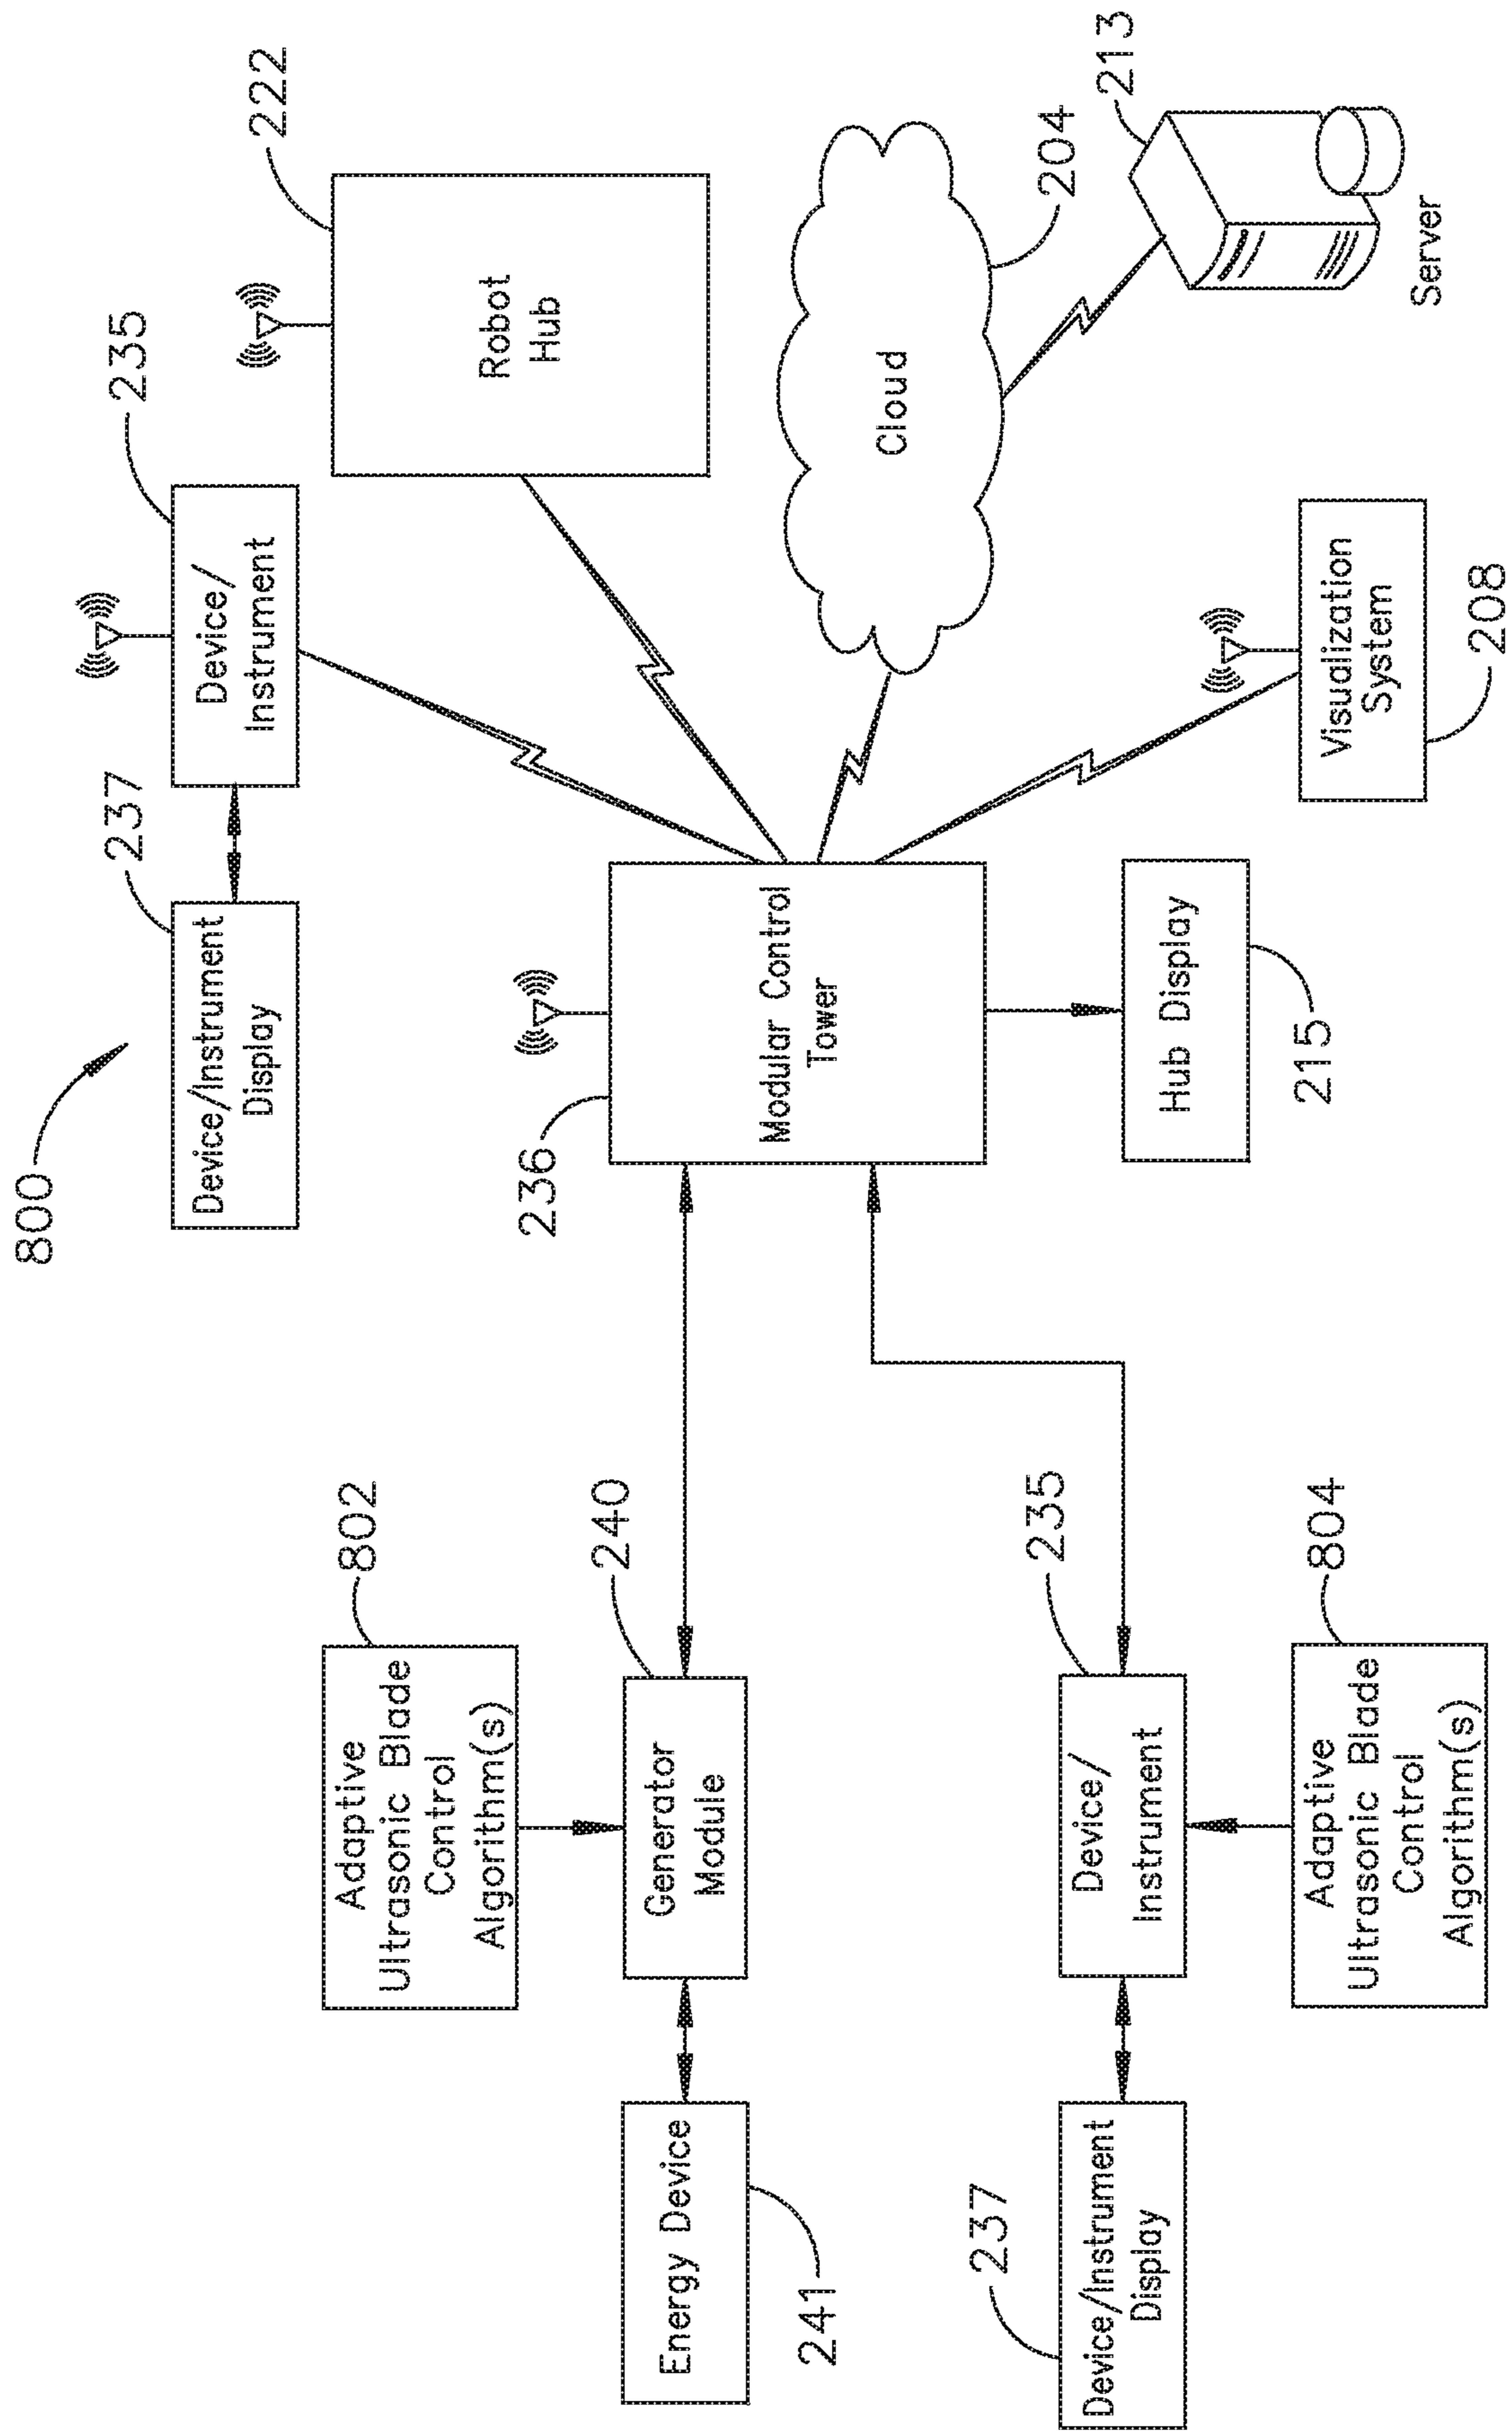 800
237
Device/Instrument
Display
235
Device/
Instrument
222
Robot
Hub
802
Adaptive
Ultrasonic Blade
Control
Algorithm(s)
236
Modular Control
Tower
Cloud
204
241
Energy Device
240
Generator
Module
213
Server
237
Device/Instrument
Display
235
Device/
Instrument
215
Hub Display
208
Visualization
System
804
Adaptive
Ultrasonic Blade
Control
Algorithm(s)